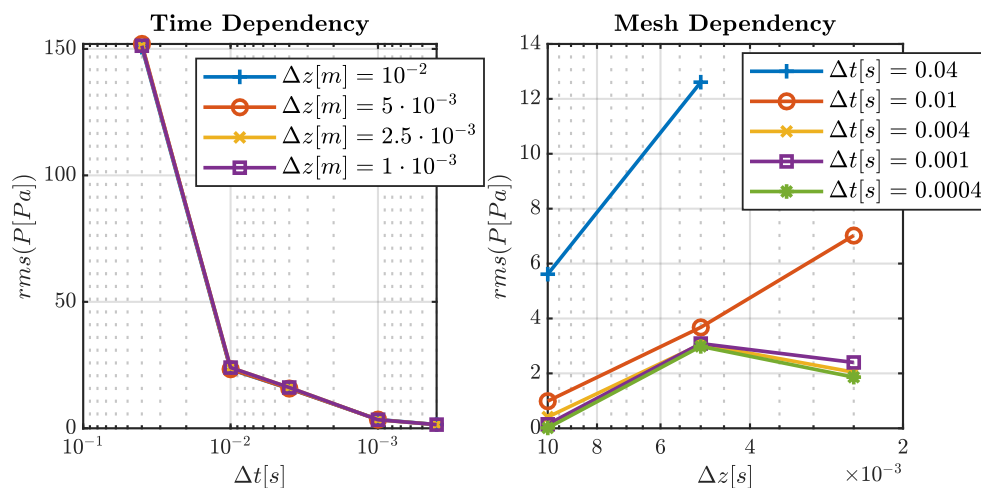 Time Dependency
150
100
50
0
rms(P[Pa])
10⁻¹
10⁻²
10⁻³
Δt[s]
Δz[m] = 10⁻²
Δz[m] = 5 · 10⁻³
Δz[m] = 2.5 · 10⁻³
Δz[m] = 1 · 10⁻³
Mesh Dependency
14
12
10
8
6
4
2
0
rms(P[Pa])
10
8
6
4
2
×10⁻³
Δz[s]
Δt[s] = 0.04
Δt[s] = 0.01
Δt[s] = 0.004
Δt[s] = 0.001
Δt[s] = 0.0004